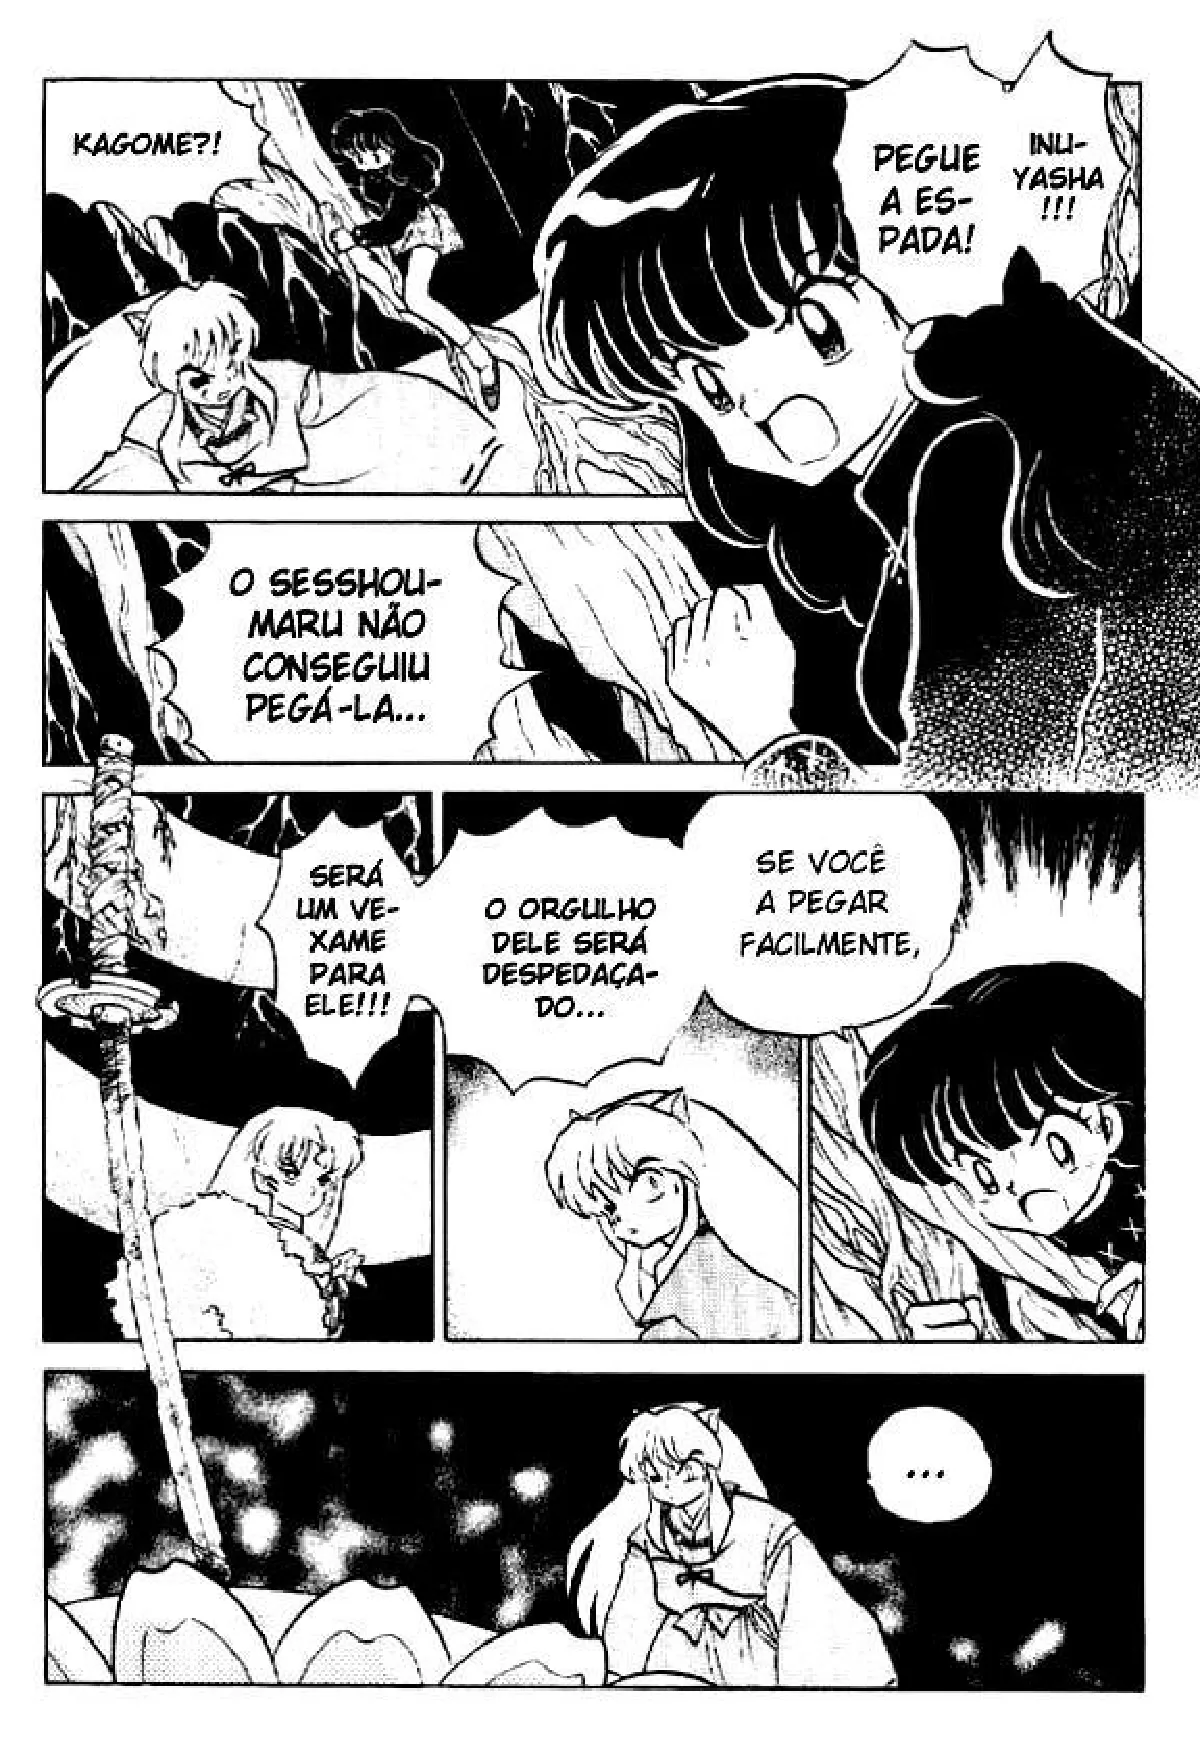 INU-
YASHA
!!!
PEGUE
A ES-
PADA!
KAGOME?!
O SESSHOU-
MARU NÃO
CONSEGUIU
PEGÁ-LA...
SE VOCÊ
A PEGAR
FACILMENTE,
O ORGULHO
DELE SERÁ
DESPEDAÇA-
DO...
SERÁ
UM VE-
XAME
PARA
ELE!!!
...